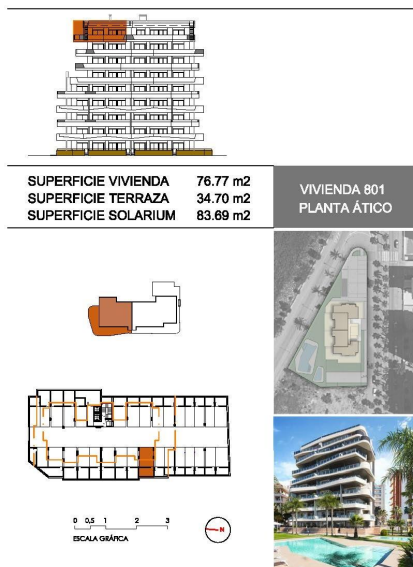 SUPERFICIE VIVIENDA 76.77 m2
SUPERFICIE TERRAZA 34.70 m2
SUPERFICIE SOLARIUM 83.69 m2
VIVIENDA 801
PLANTA ÁTICO
0 0,5 1 2 3
ESCALA GRÁFICA
N